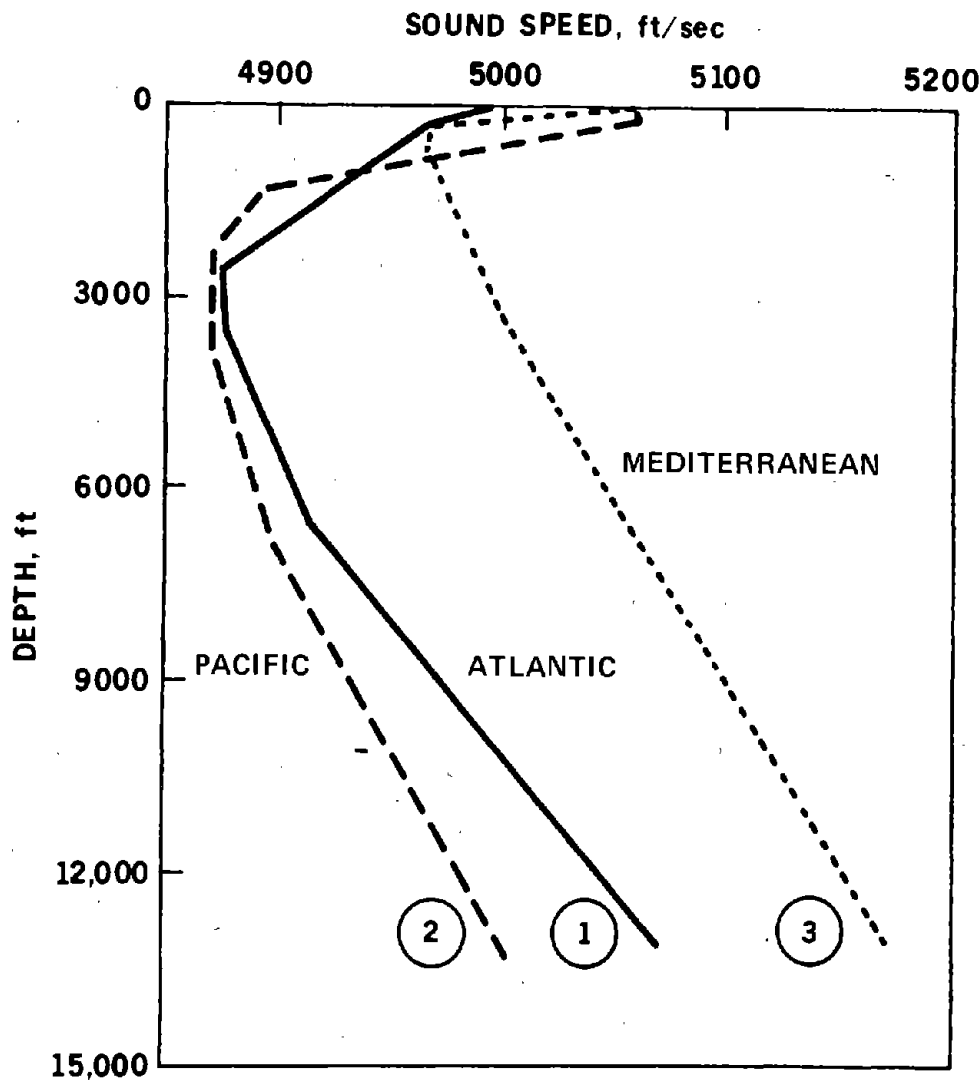 SOUND SPEED, ft/sec
4900 5000 5100 5200
0
3000
6000
9000
12,000
15,000
DEPTH, ft
MEDITERRANEAN
PACIFIC ATLANTIC
2 1 3